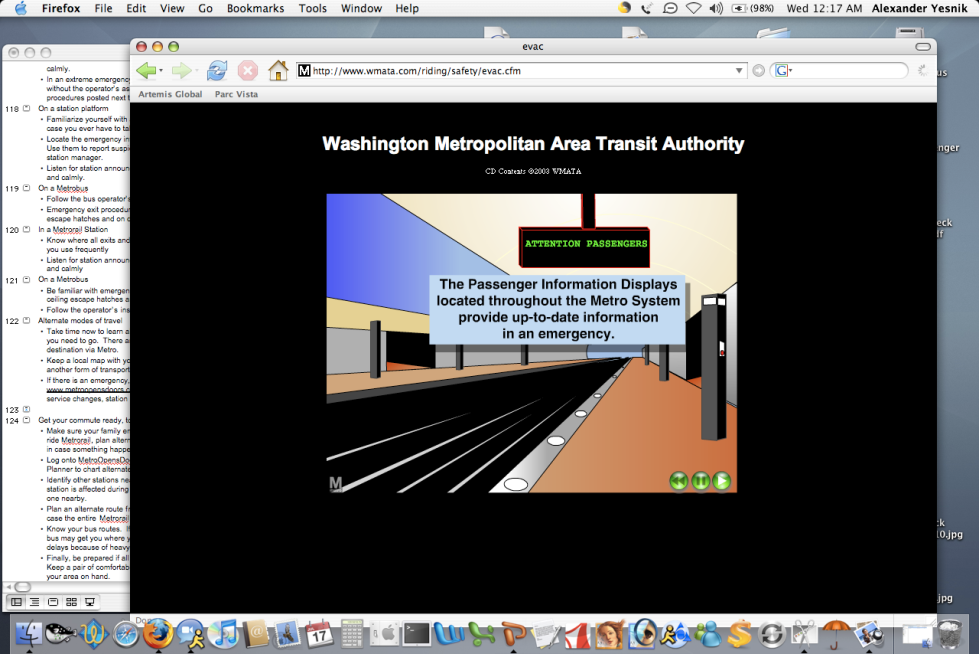 Firefox File Edit View Go Bookmarks Tools Window Help
(98%) Wed 12:17 AM Alexander Yesnik
evac
http://www.wmata.com/riding/safety/evac.cfm
G
Artemis Global Parc Vista
calmly.
• In an extreme emergency
without the operator's as
procedures posted next t
118 On a station platform
• Familiarize yourself with
case you ever have to ta
• Locate the emergency in
Use them to report suspi
station manager.
• Listen for station announ
and calmly.
119 On a Metrobus
• Follow the bus operator's
• Emergency exit procedur
escape hatches and on c
120 In a Metrorail Station
• Know where all exits and
you use frequently
• Listen for station announ
and calmly
121 On a Metrobus
• Be familiar with emergen
ceiling escape hatches a
• Follow the operator's ins
122 Alternate modes of travel
• Take time now to learn a
you need to go. There a
destination via Metro.
• Keep a local map with yo
another form of transport
• If there is an emergency,
www.metroopensdoors.c
service changes, station
123
124 Get your commute ready, to
• Make sure your family en
ride Metrorail, plan altern
in case something happe
• Log onto MetroOpensDo
Planner to chart alternate
• Identify other stations nea
station is affected during
one nearby.
• Plan an alternate route fr
case the entire Metrorail
• Know your bus routes. If
bus may get you where y
delays because of heavy
• Finally, be prepared if all
Keep a pair of comfortab
your area on hand.
Washington Metropolitan Area Transit Authority
CD Contents ©2003 WMATA
ATTENTION PASSENGERS
The Passenger Information Displays
located throughout the Metro System
provide up-to-date information
in an emergency.
M
us
nger
eck
df
ck
0.jpg
jpg
17